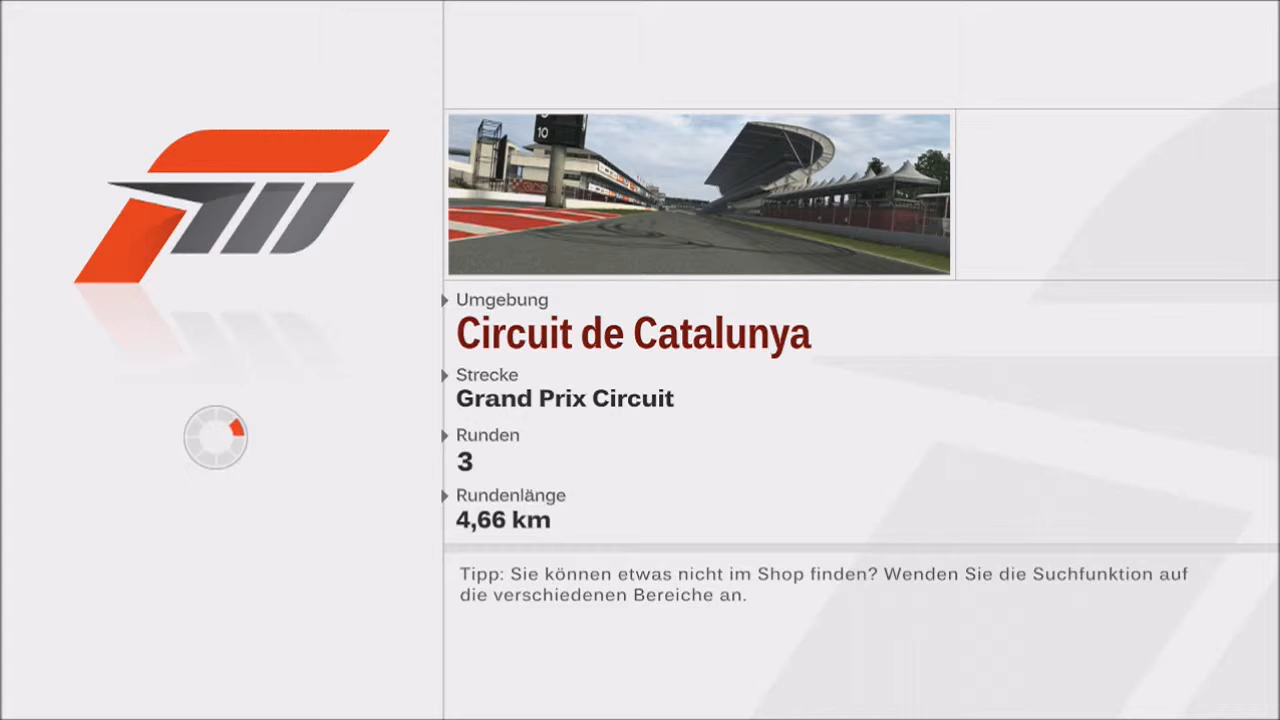 10
Umgebung
Circuit de Catalunya
Strecke
Grand Prix Circuit
Runden
3
Rundenlänge
4,66 km
Tipp: Sie können etwas nicht im Shop finden? Wenden Sie die Suchfunktion auf
die verschiedenen Bereiche an.